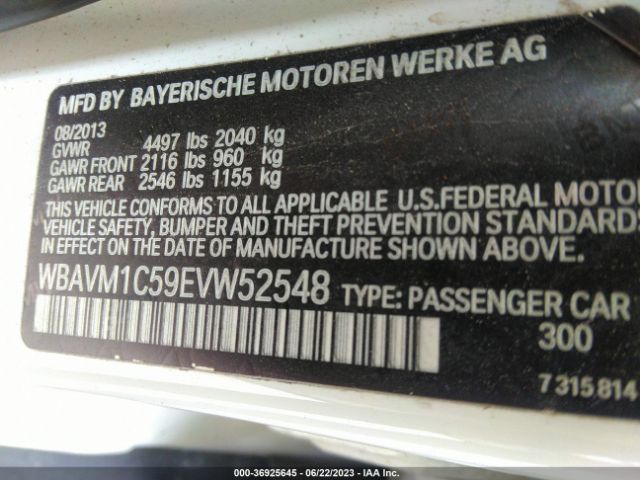 MFD BY BAYERISCHE MOTOREN WERKE AG
08/2013
GVWR 4497 lbs 2040 kg
GAWR FRONT 2116 lbs 960 kg
GAWR REAR 2546 lbs 1155 kg
THIS VEHICLE CONFORMS TO ALL APPLICABLE U.S.FEDERAL MOTOR
VEHICLE SAFETY, BUMPER AND THEFT PREVENTION STANDARDS
IN EFFECT ON THE DATE OF MANUFACTURE SHOWN ABOVE.
WBAVM1C59EVW52548 TYPE: PASSENGER CAR
300
7 315 814
000-36925645 / 06/22/2023 - IAA Inc.